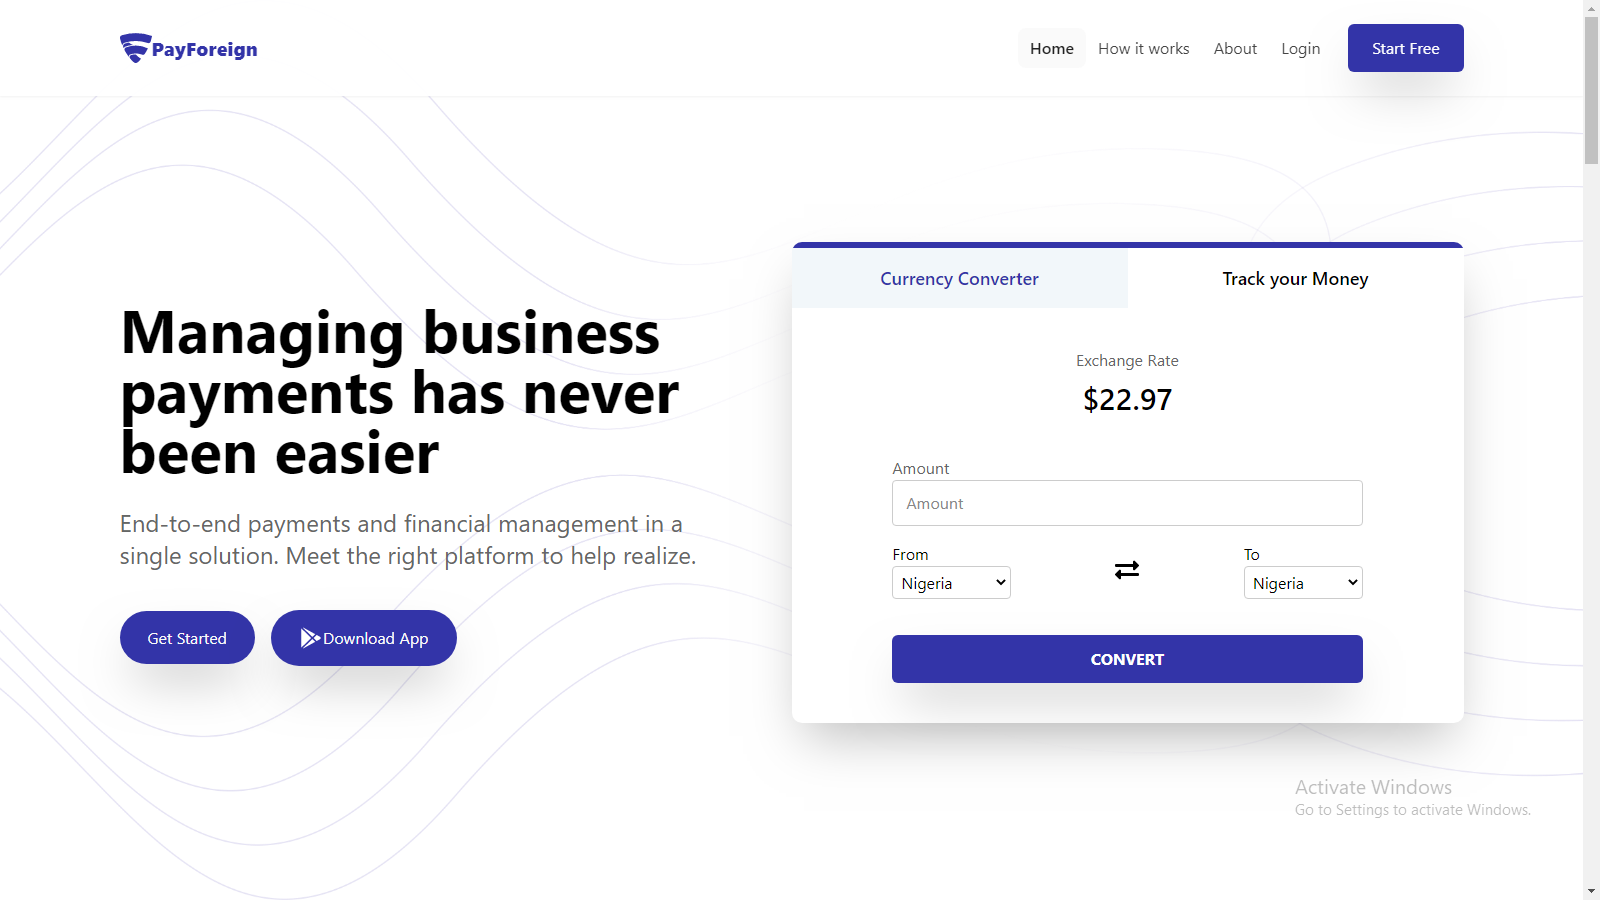 PayForeign
Home
How it works
About
Login
Start Free
Managing business
payments has never
been easier
End-to-end payments and financial management in a
single solution. Meet the right platform to help realize.
Get Started
Download App
Currency Converter
Track your Money
Exchange Rate
$22.97
Amount
Amount
From
To
Nigeria
Nigeria
CONVERT
Activate Windows
Go to Settings to activate Windows.